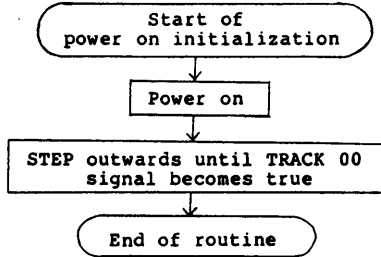 Start of
power on initialization
Power on
STEP outwards until TRACK 00
signal becomes true
End of routine